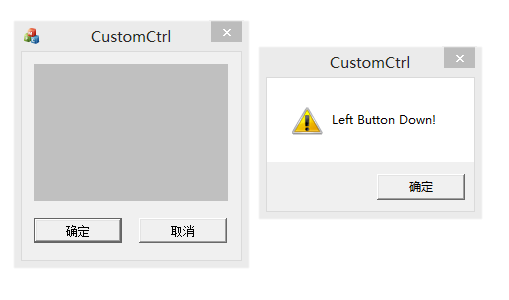 CustomCtrl
确定
取消
CustomCtrl
Left Button Down!
确定